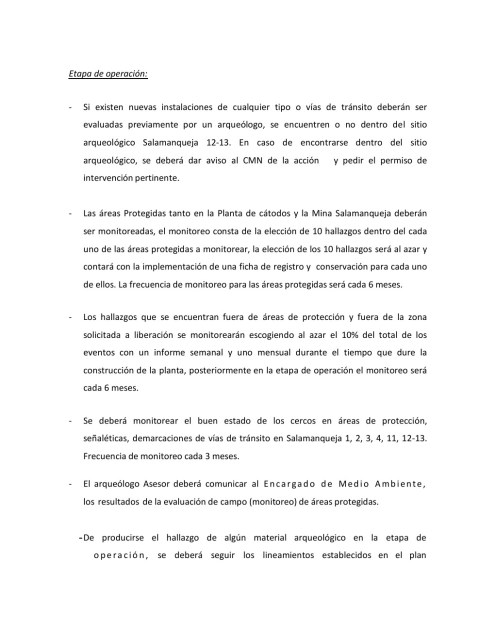 Etapa de operación:
- Si existen nuevas instalaciones de cualquier tipo o vías de tránsito deberán ser
evaluadas previamente por un arqueólogo, se encuentren o no dentro del sitio
arqueológico Salamanqueja 12-13. En caso de encontrarse dentro del sitio
arqueológico, se deberá dar aviso al CMN de la acción y pedir el permiso de
intervención pertinente.
- Las áreas Protegidas tanto en la Planta de cátodos y la Mina Salamanqueja deberán
ser monitoreadas, el monitoreo consta de la elección de 10 hallazgos dentro del cada
uno de las áreas protegidas a monitorear, la elección de los 10 hallazgos será al azar y
contará con la implementación de una ficha de registro y conservación para cada uno
de ellos. La frecuencia de monitoreo para las áreas protegidas será cada 6 meses.
- Los hallazgos que se encuentran fuera de áreas de protección y fuera de la zona
solicitada a liberación se monitorearán escogiendo al azar el 10% del total de los
eventos con un informe semanal y uno mensual durante el tiempo que dure la
construcción de la planta, posteriormente en la etapa de operación el monitoreo será
cada 6 meses.
- Se deberá monitorear el buen estado de los cercos en áreas de protección,
señaléticas, demarcaciones de vías de tránsito en Salamanqueja 1, 2, 3, 4, 11, 12-13.
Frecuencia de monitoreo cada 3 meses.
- El arqueólogo Asesor deberá comunicar al Encargado de Medio Ambiente,
los resultados de la evaluación de campo (monitoreo) de áreas protegidas.
-De producirse el hallazgo de algún material arqueológico en la etapa de
operación, se deberá seguir los lineamientos establecidos en el plan